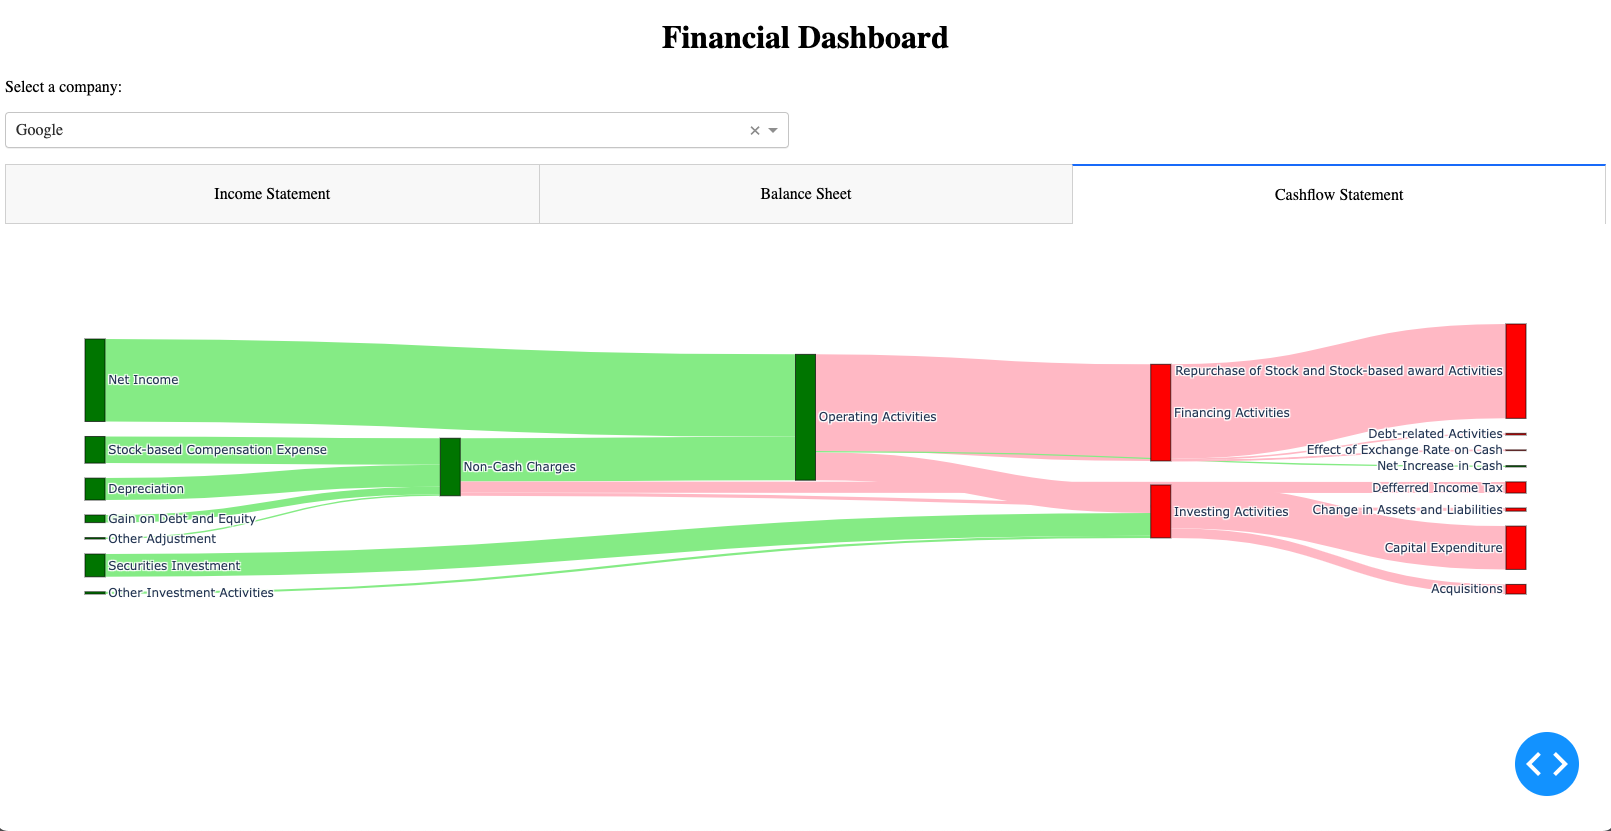 Financial Dashboard
Select a company:
Google
Income Statement
Balance Sheet
Cashflow Statement
Net Income
Stock-based Compensation Expense
Depreciation
Gain on Debt and Equity
Other Adjustment
Securities Investment
Other Investment Activities
Non-Cash Charges
Operating Activities
Financing Activities
Investing Activities
Repurchase of Stock and Stock-based award Activities
Debt-related Activities
Effect of Exchange Rate on Cash
Net Increase in Cash
Defferred Income Tax
Change in Assets and Liabilities
Capital Expenditure
Acquisitions